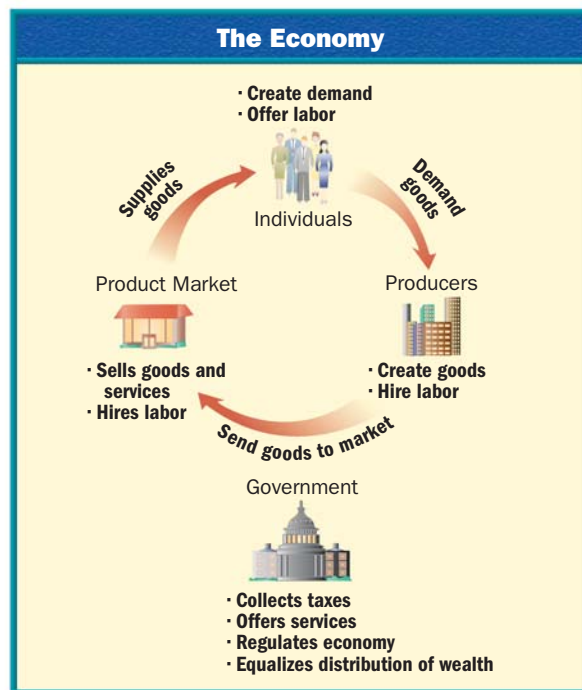 The Economy
· Create demand
· Offer labor
Supplies
goods
Demand
goods
Individuals
Product Market
Producers
· Sells goods and
services
· Hires labor
· Create goods
· Hire labor
Send goods to market
Government
· Collects taxes
· Offers services
· Regulates economy
· Equalizes distribution of wealth